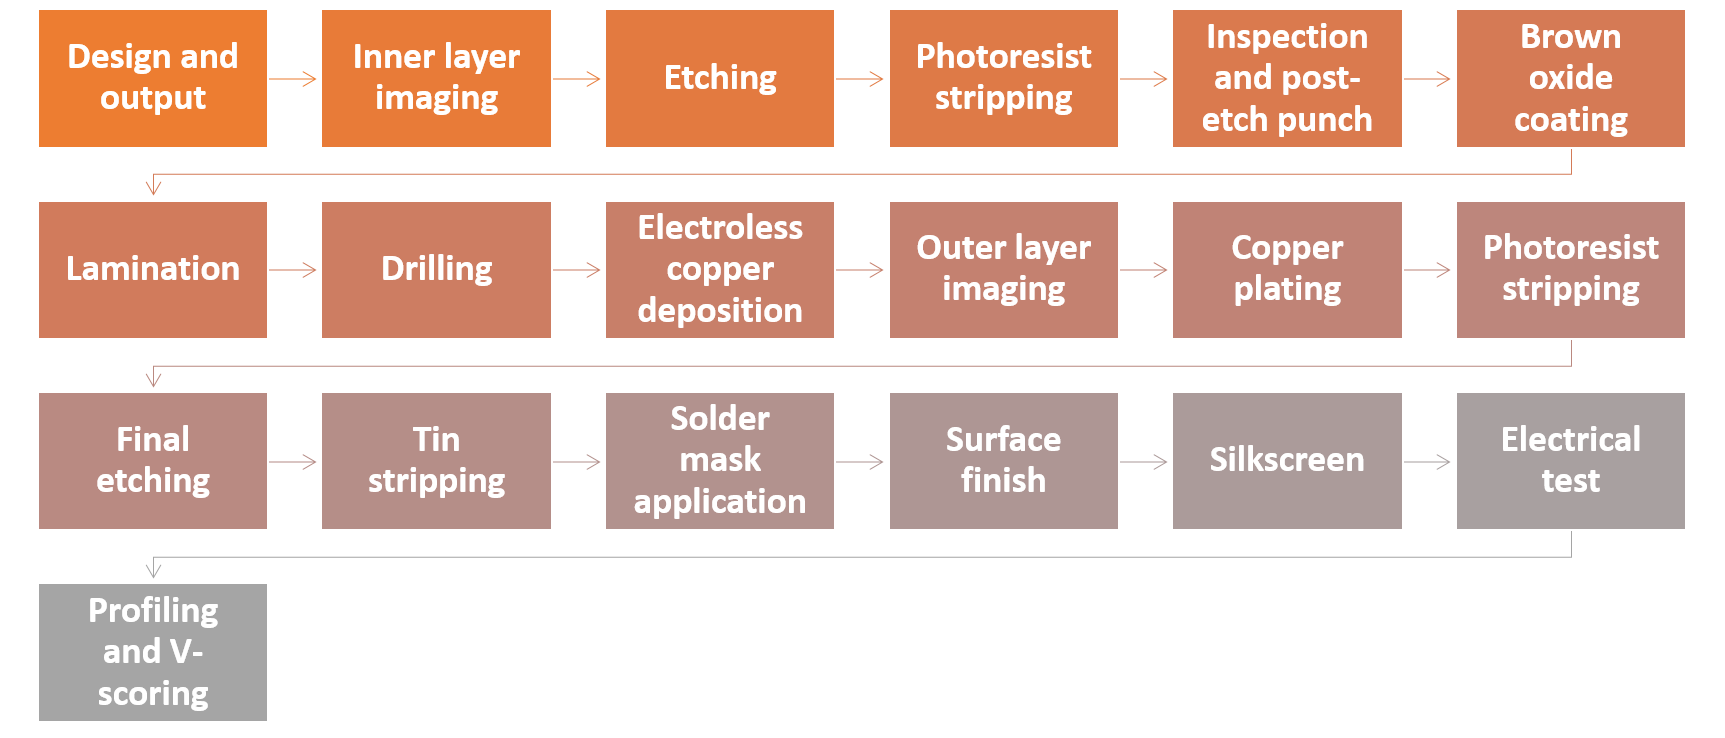 Design and
output
Inner layer
imaging
Etching
Photoresist
stripping
Inspection
and post-
etch punch
Brown
oxide
coating
Lamination
Drilling
Electroless
copper
deposition
Outer layer
imaging
Copper
plating
Photoresist
stripping
Final
etching
Tin
stripping
Solder
mask
application
Surface
finish
Silkscreen
Electrical
test
Profiling
and V-
scoring